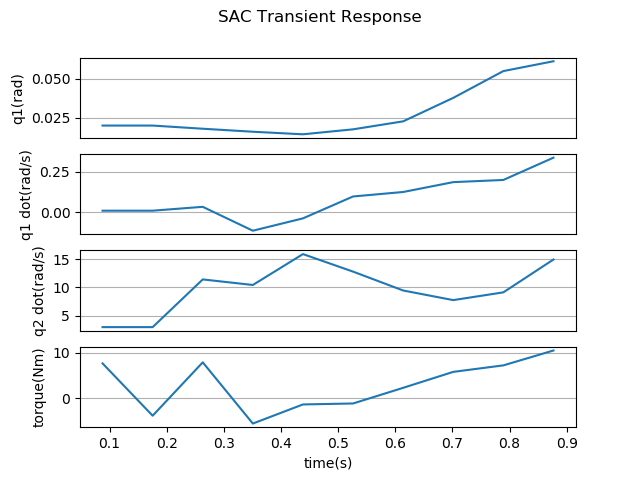 SAC Transient Response
q1(rad)
0.050
0.025
q1 dot(rad/s)
0.25
0.00
q2 dot(rad/s)
15
10
5
torque(Nm)
10
0
0.1 0.2 0.3 0.4 0.5 0.6 0.7 0.8 0.9
time(s)